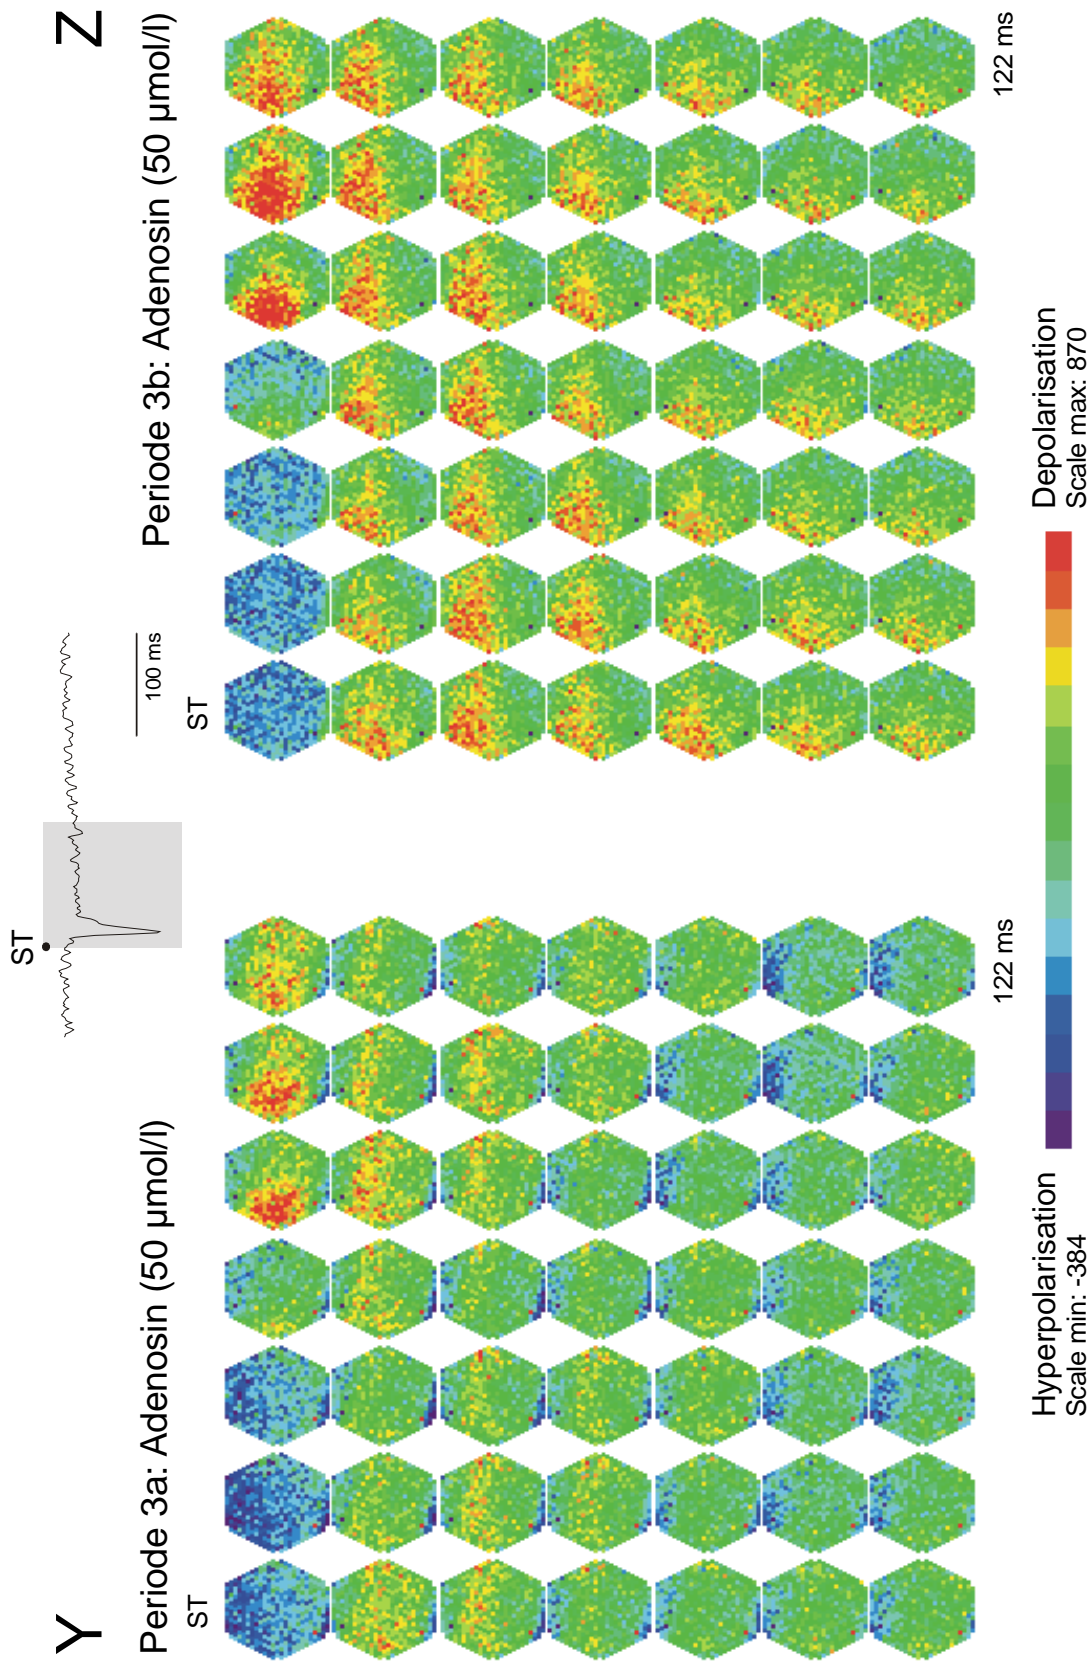 Y
Z
ST
100 ms
Periode 3a: Adenosin (50 µmol/l)
Periode 3b: Adenosin (50 µmol/l)
ST
ST
122 ms
122 ms
Hyperpolarisation
Scale min: -384
Depolarisation
Scale max: 870